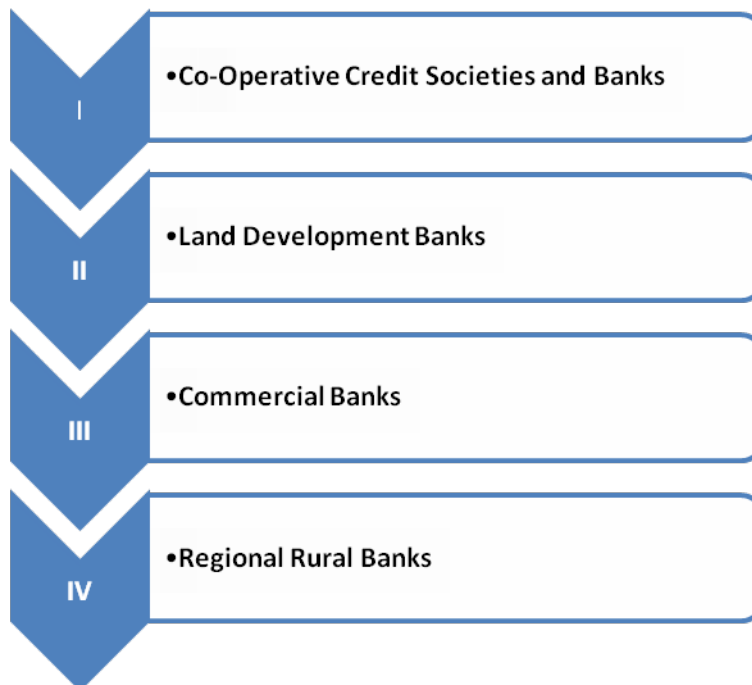 I
•Co-Operative Credit Societies and Banks
II
•Land Development Banks
III
•Commercial Banks
IV
•Regional Rural Banks